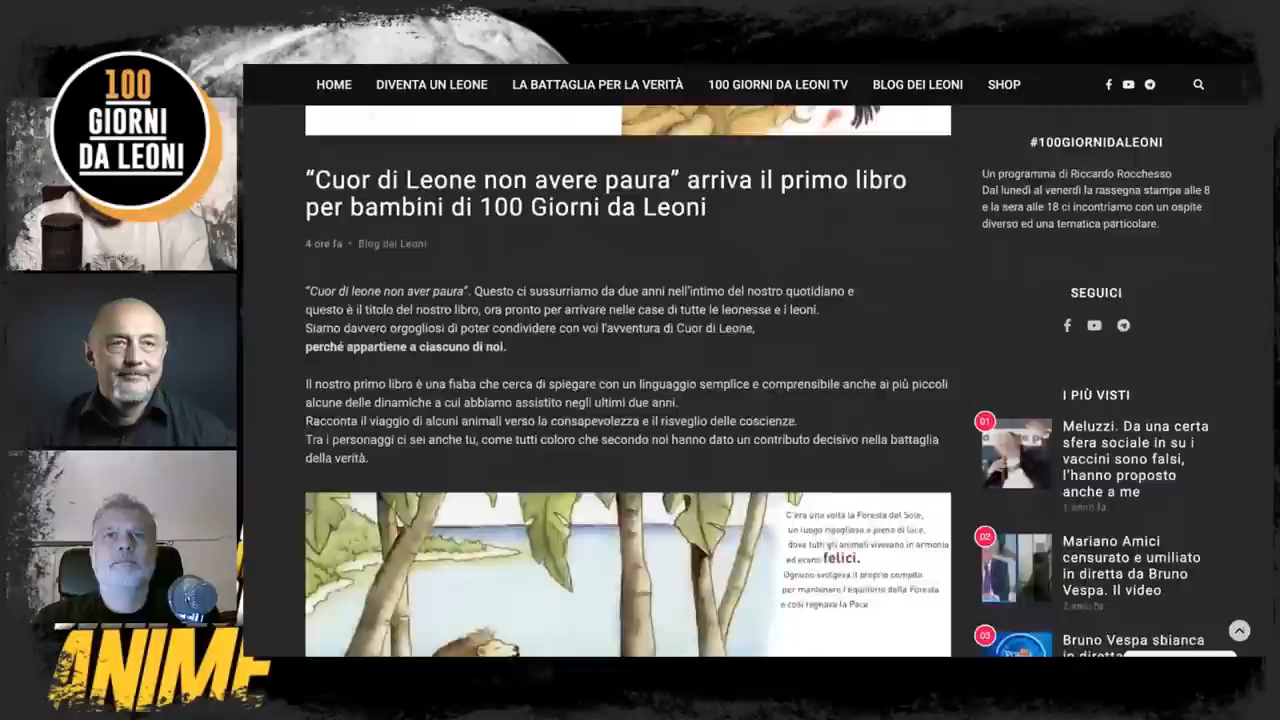 100
GIORNI
DA LEONI
HOME DIVENTA UN LEONE LA BATTAGLIA PER LA VERITÀ 100 GIORNI DA LEONI TV BLOG DEI LEONI SHOP
“Cuor di Leone non avere paura” arriva il primo libro
per bambini di 100 Giorni da Leoni
4 ore fa • Blog dei Leoni
“Cuor di leone non aver paura”. Questo ci sussurriamo da due anni nell’intimo del nostro quotidiano e
questo è il titolo del nostro libro, ora pronto per arrivare nelle case di tutte le leonesse e i leoni.
Siamo davvero orgogliosi di poter condividere con voi l’avventura di Cuor di Leone,
perché appartiene a ciascuno di noi.
Il nostro primo libro è una fiaba che cerca di spiegare con un linguaggio semplice e comprensibile anche ai più piccoli
alcune delle dinamiche a cui abbiamo assistito negli ultimi due anni.
Racconta il viaggio di alcuni animali verso la consapevolezza e il risveglio delle coscienze.
Tra i personaggi ci sei anche tu, come tutti coloro che secondo noi hanno dato un contributo decisivo nella battaglia
della verità.
C’era una volta la Foresta del Sole,
un luogo rigoglioso e pieno di luce,
dove tutti gli animali vivevano in armonia
ed erano felici.
Ognuno svolgeva il proprio compito
per mantenere l’equilibrio della Foresta
e così regnava la Pace
#100GIORNIDALEONI
Un programma di Riccardo Rocchesso
Dal lunedì al venerdì la rassegna stampa alle 8
e la sera alle 18 ci incontriamo con un ospite
diverso ed una tematica particolare.
SEGUICI
I PIÙ VISTI
01
Meluzzi. Da una certa
sfera sociale in su i
vaccini sono falsi,
l’hanno proposto
anche a me
1 anno fa
02
Mariano Amici
censurato e umiliato
in diretta da Bruno
Vespa. Il video
2 anni fa
03
Bruno Vespa sbianca
in diretta
ANIME